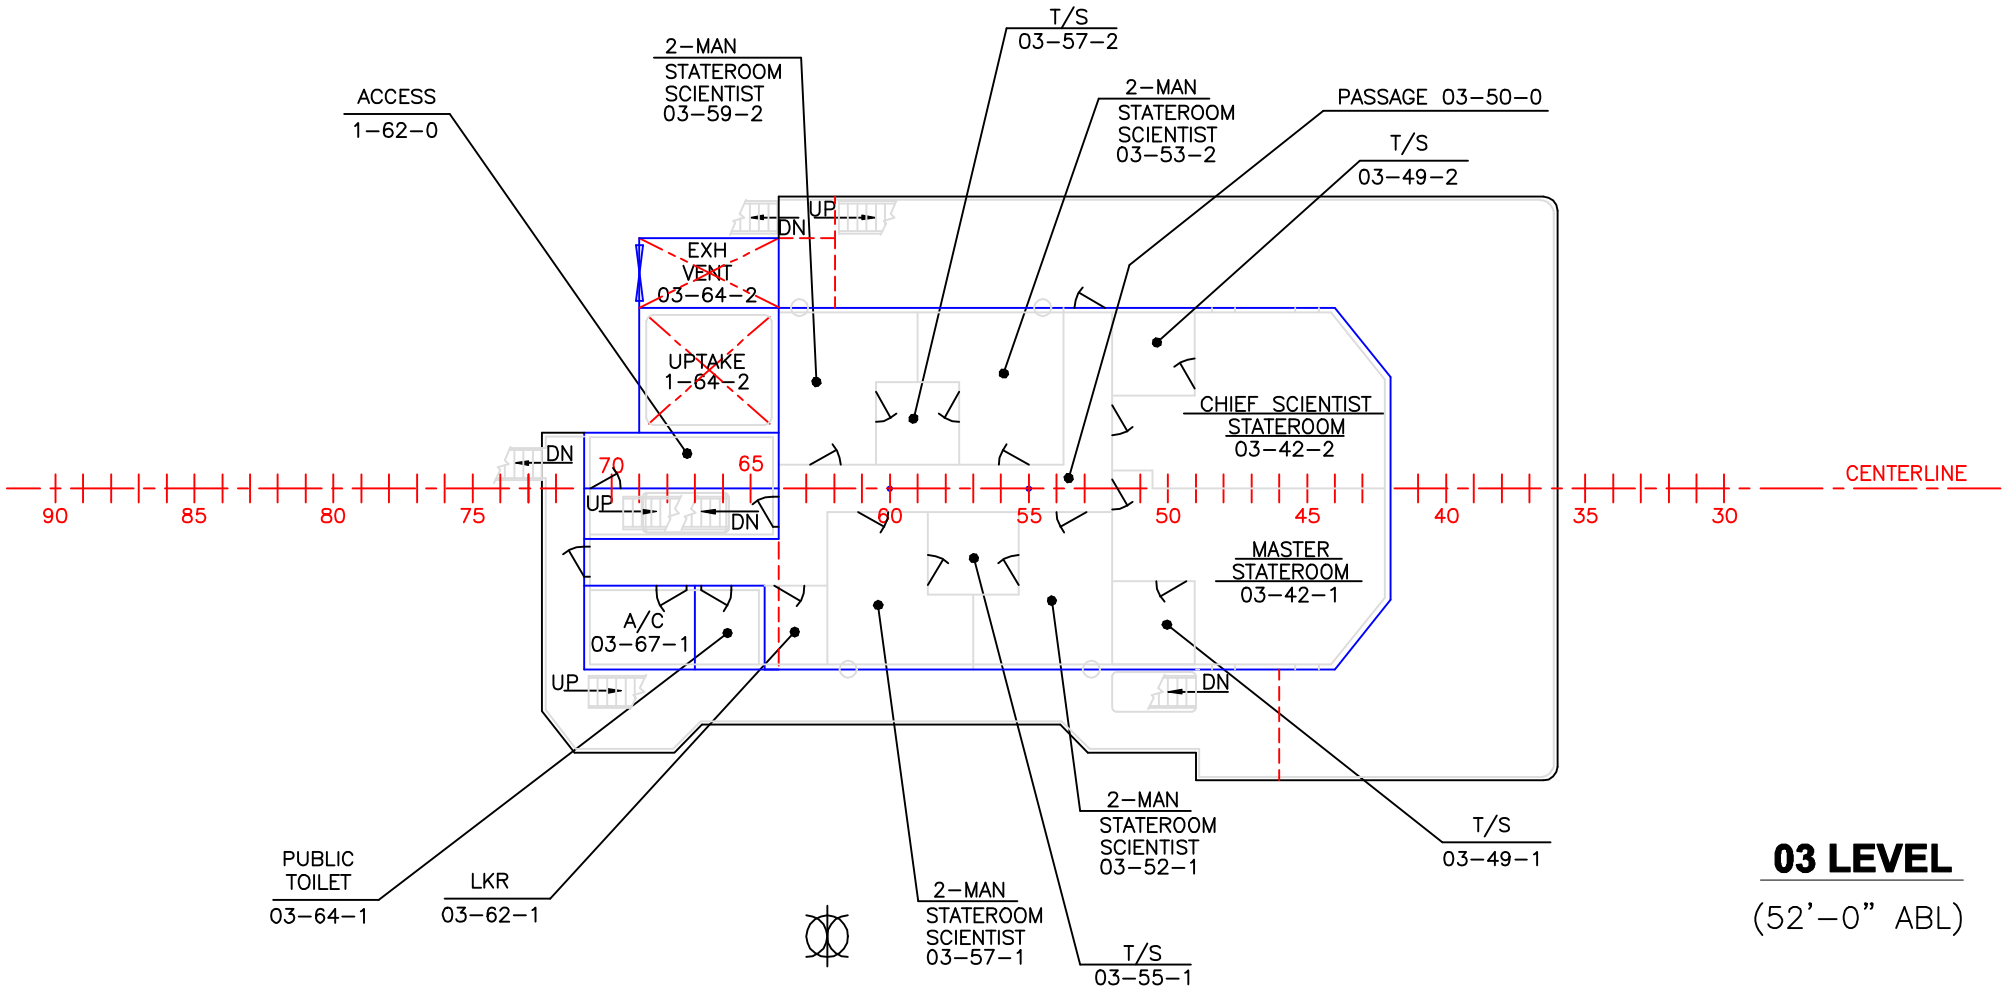 T/S
03-57-2
2-MAN
STATEROOM
SCIENTIST
03-59-2
2-MAN
STATEROOM
SCIENTIST
03-53-2
ACCESS
1-62-0
PASSAGE 03-50-0
T/S
03-49-2
UP
DN
EXH
VENT
03-64-2
UPTAKE
1-64-2
CHIEF SCIENTIST
STATEROOM
03-42-2
DN
70
65
CENTERLINE
UP
DN
90
85
80
75
60
50
45
40
35
30
MASTER
STATEROOM
03-42-1
A/C
03-67-1
UP
DN
2-MAN
STATEROOM
SCIENTIST
03-52-1
T/S
03-49-1
PUBLIC
TOILET
03-64-1
LKR
03-62-1
2-MAN
STATEROOM
SCIENTIST
03-57-1
T/S
03-55-1
03 LEVEL
(52'-0" ABL)